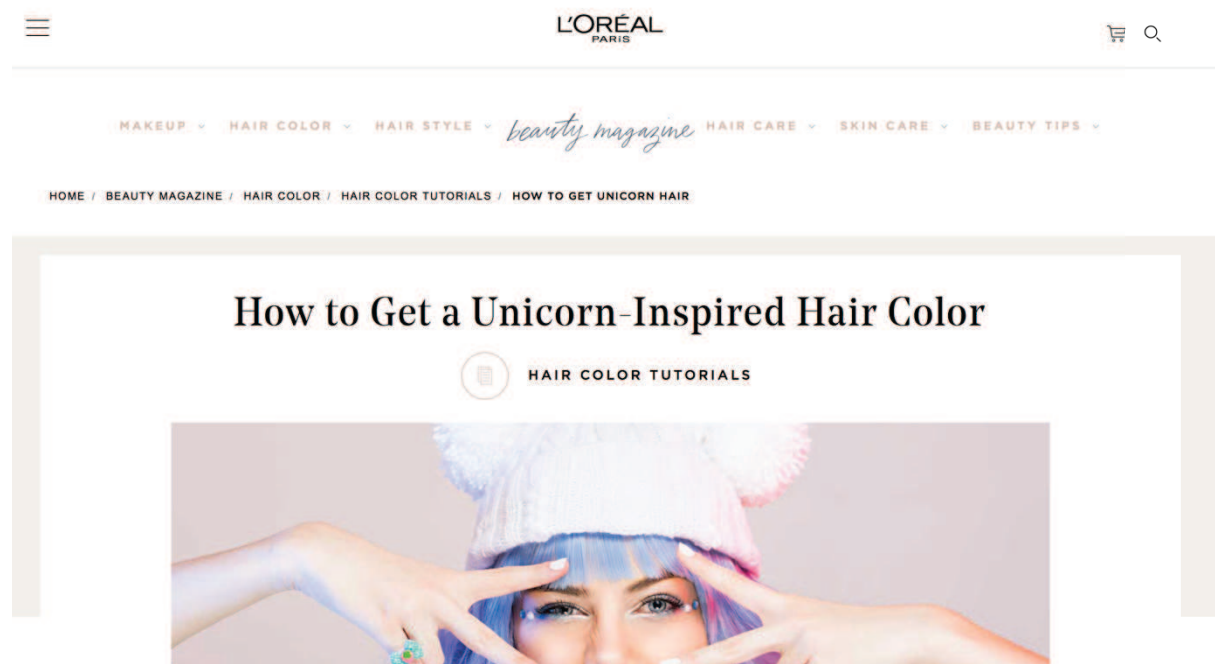 L'ORÉAL
PARiS
MAKEUP HAIR COLOR HAIR STYLE beauty magazine HAIR CARE SKIN CARE BEAUTY TIPS
HOME / BEAUTY MAGAZINE / HAIR COLOR / HAIR COLOR TUTORIALS / HOW TO GET UNICORN HAIR
How to Get a Unicorn-Inspired Hair Color
HAIR COLOR TUTORIALS